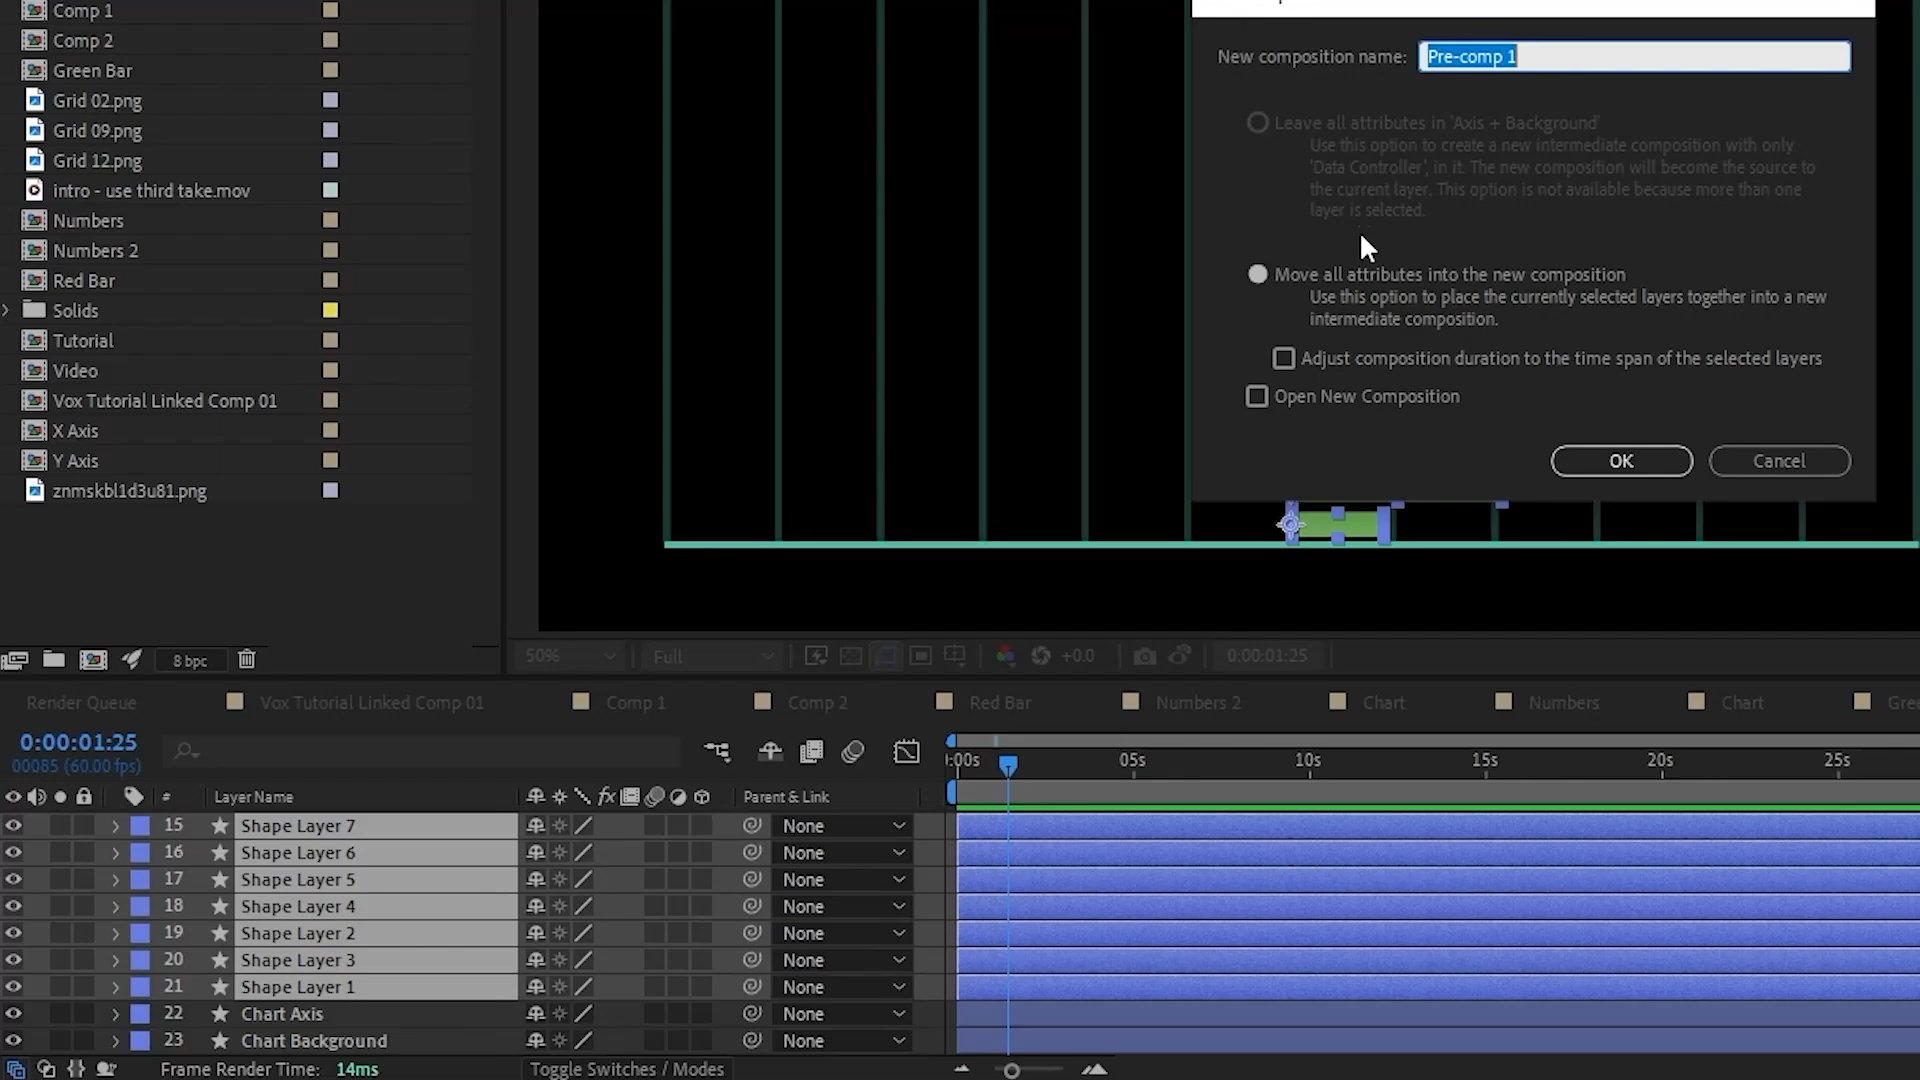 Comp 1
Comp 2
Green Bar
Grid 02.png
Grid 09.png
Grid 12.png
intro - use third take.mov
Numbers
Numbers 2
Red Bar
Solids
Tutorial
Video
Vox Tutorial Linked Comp 01
X Axis
Y Axis
znmskbl1d3u81.png
8 bpc
New composition name: Pre-comp 1
Leave all attributes in 'Axis + Background'
Use this option to create a new intermediate composition with only
'Data Controller', in it. The new composition will become the source to
the current layer. This option is not available because more than one
layer is selected.
Move all attributes into the new composition
Use this option to place the currently selected layers together into a new
intermediate composition.
Adjust composition duration to the time span of the selected layers
Open New Composition
OK Cancel
50% Full +0.0 0:00:01:25
Render Queue Vox Tutorial Linked Comp 01 Comp 1 Comp 2 Red Bar Numbers 2 Chart Numbers Chart Gree
0:00:01:25
00085 (60.00 fps)
:00s 05s 10s 15s 20s 25s
# Layer Name fx Parent & Link
15 Shape Layer 7 None
16 Shape Layer 6 None
17 Shape Layer 5 None
18 Shape Layer 4 None
19 Shape Layer 2 None
20 Shape Layer 3 None
21 Shape Layer 1 None
22 Chart Axis None
23 Chart Background None
Frame Render Time: 14ms Toggle Switches / Modes